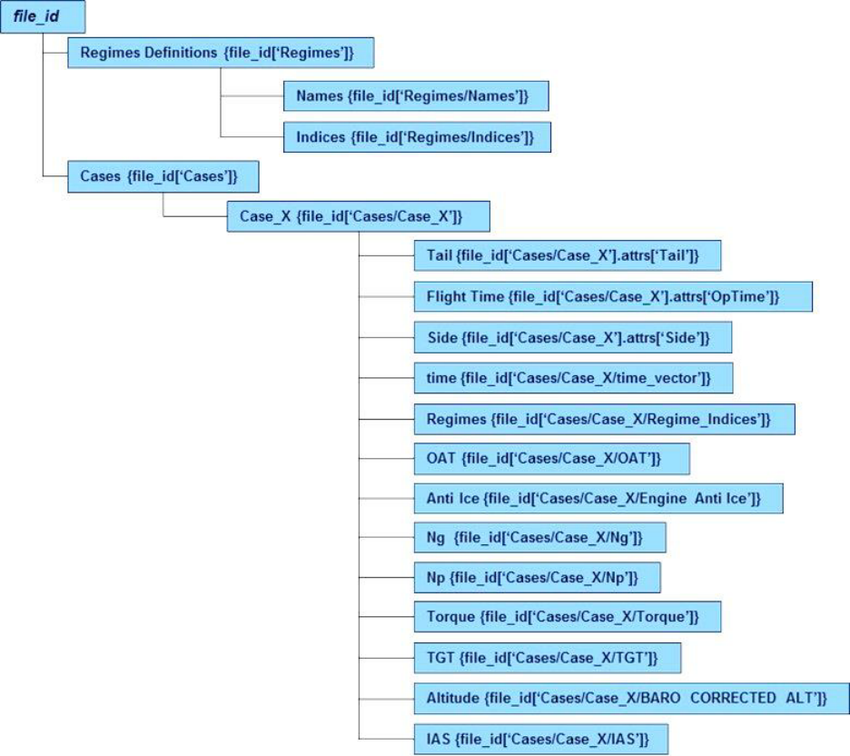 file_id
Regimes Definitions {file_id[‘Regimes’]}
Names {file_id[‘Regimes/Names’]}
Indices {file_id[‘Regimes/Indices’]}
Cases {file_id[‘Cases’]}
Case_X {file_id[‘Cases/Case_X’]}
Tail {file_id[‘Cases/Case_X’].attrs[‘Tail’]}
Flight Time {file_id[‘Cases/Case_X’].attrs[‘OpTime’]}
Side {file_id[‘Cases/Case_X’].attrs[‘Side’]}
time {file_id[‘Cases/Case_X/time_vector’]}
Regimes {file_id[‘Cases/Case_X/Regime_Indices’]}
OAT {file_id[‘Cases/Case_X/OAT’]}
Anti Ice {file_id[‘Cases/Case_X/Engine Anti Ice’]}
Ng {file_id[‘Cases/Case_X/Ng’]}
Np {file_id[‘Cases/Case_X/Np’]}
Torque {file_id[‘Cases/Case_X/Torque’]}
TGT {file_id[‘Cases/Case_X/TGT’]}
Altitude {file_id[‘Cases/Case_X/BARO CORRECTED ALT’]}
IAS {file_id[‘Cases/Case_X/IAS’]}